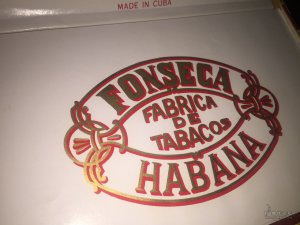 MADE IN CUBA
FONSECA
FABRICA
DE
TABACOS
HABANA